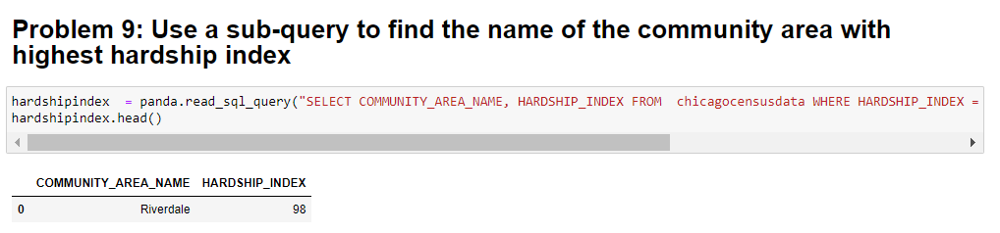 Problem 9: Use a sub-query to find the name of the community area with
highest hardship index
hardshipindex  = panda.read_sql_query("SELECT COMMUNITY_AREA_NAME, HARDSHIP_INDEX FROM  chicagocensusdata WHERE HARDSHIP_INDEX =
hardshipindex.head()
COMMUNITY_AREA_NAME HARDSHIP_INDEX
0 Riverdale 98